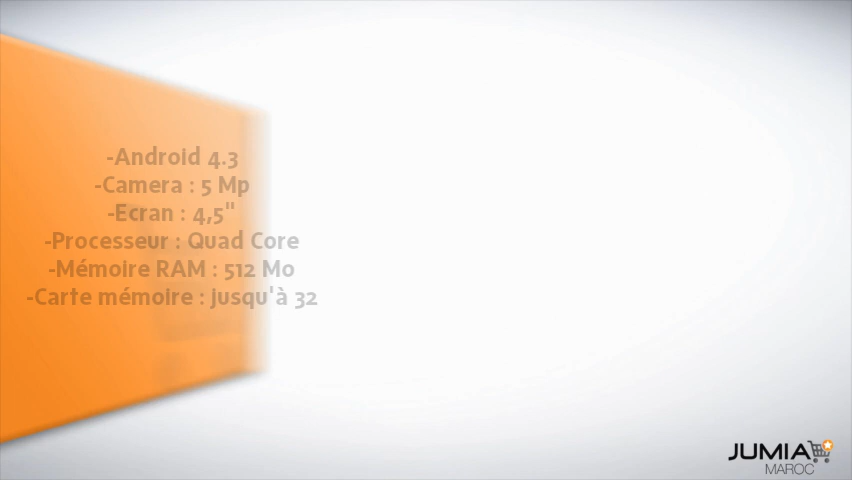 -Android 4.3
-Camera : 5 Mp
-Ecran : 4,5"
-Processeur : Quad Core
-Mémoire RAM : 512 Mo
-Carte mémoire : jusqu'à 32
JUMIA
MAROC